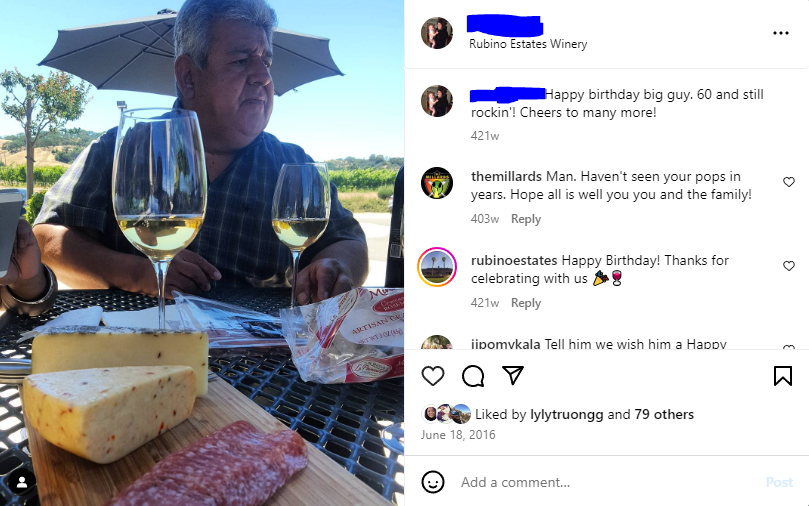 Rubino Estates Winery
Happy birthday big guy. 60 and still
rockin'! Cheers to many more!
421w
themillards Man. Haven't seen your pops in
years. Hope all is well you you and the family!
403w Reply
rubinoestates Happy Birthday! Thanks for
celebrating with us 🎉🍷
421w Reply
jjpomykala Tell him we wish him a Happy
Liked by lylytruongg and 79 others
June 18, 2016
Add a comment...
Post
ARTISAN